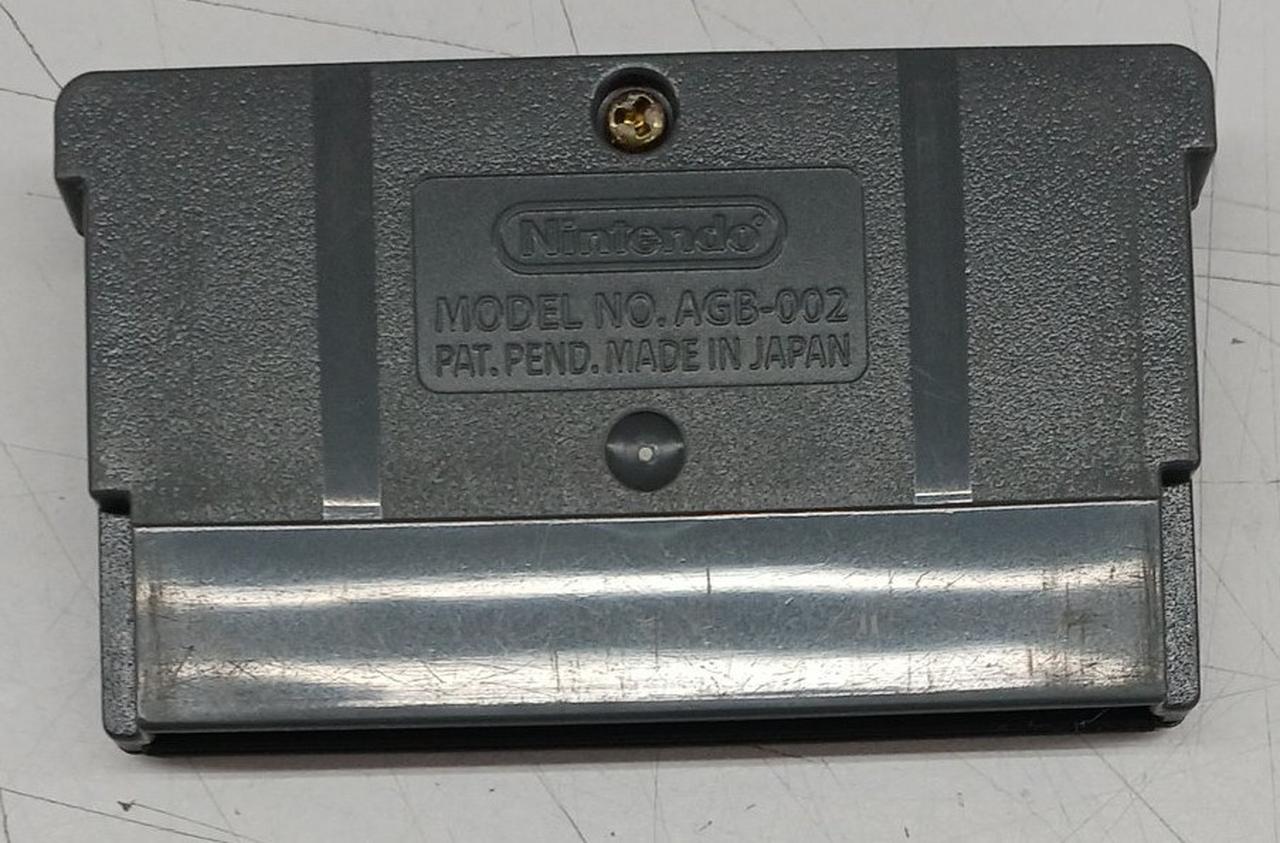 Nintendo®
MODEL NO. AGB-002
PAT. PEND. MADE IN JAPAN